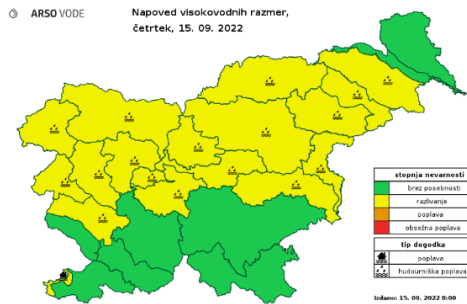 ARSO VODE
Napoved visokovodnih razmer,
četrtek, 15. 09. 2022
stopnja nevarnosti
brez posebnosti
razlivanje
poplava
obsežna poplava
tip dogodka
poplava
hudourniška poplava
Izdano: 15. 09. 2022 8:00